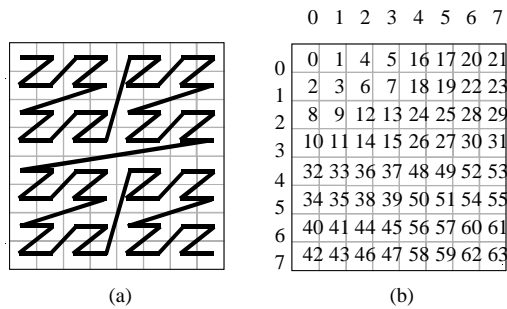 0 1 2 3 4 5 6 7
0 0 1 4 5 16 17 20 21
1 2 3 6 7 18 19 22 23
2 8 9 12 13 24 25 28 29
3 10 11 14 15 26 27 30 31
4 32 33 36 37 48 49 52 53
5 34 35 38 39 50 51 54 55
6 40 41 44 45 56 57 60 61
7 42 43 46 47 58 59 62 63
(a) (b)